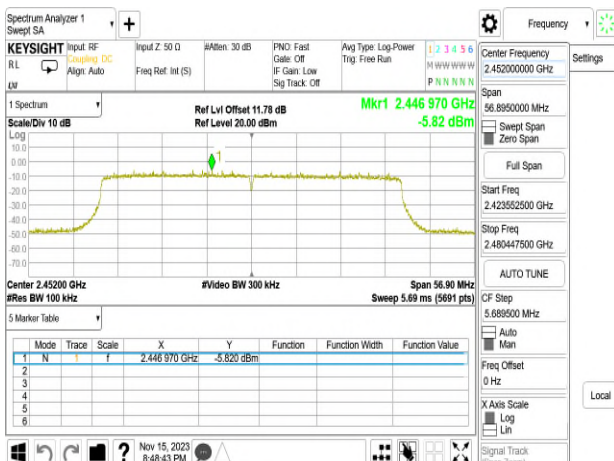 Spectrum Analyzer 1
Swept SA
+
Frequency
KEYSIGHT
RL
Input: RF
Coupling: DC
Align: Auto
Input Z: 50 Ω
Freq Ref: Int (S)
#Atten: 30 dB
PNO: Fast
Gate: Off
IF Gain: Low
Sig Track: Off
Avg Type: Log-Power
Trig: Free Run
1 2 3 4 5 6
M W W W W W
P N N N N N
1 Spectrum
Scale/Div 10 dB
Ref Lvl Offset 11.78 dB
Ref Level 20.00 dBm
Mkr1 2.446 970 GHz
-5.82 dBm
Log
10.0
0.00
-10.0
-20.0
-30.0
-40.0
-50.0
-60.0
-70.0
1
Center 2.45200 GHz
#Res BW 100 kHz
#Video BW 300 kHz
Span 56.90 MHz
Sweep 5.69 ms (5691 pts)
5 Marker Table
Mode Trace Scale X Y Function Function Width Function Value
1 N 1 f 2.446 970 GHz -5.820 dBm
2
3
4
5
6
Nov 15, 2023
8:48:43 PM
Center Frequency
2.452000000 GHz
Settings
Span
56.8950000 MHz
Swept Span
Zero Span
Full Span
Start Freq
2.423552500 GHz
Stop Freq
2.480447500 GHz
AUTO TUNE
CF Step
5.689500 MHz
Auto
Man
Freq Offset
0 Hz
Local
X Axis Scale
Log
Lin
Signal Track